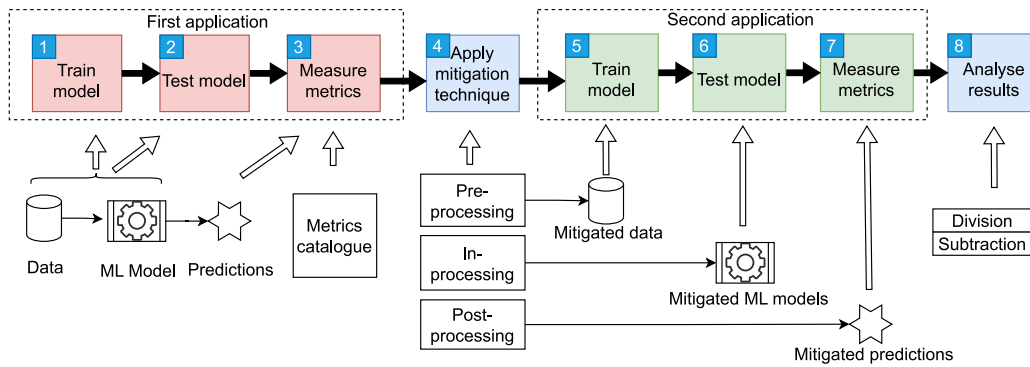 First application
Second application
1
Train
model
2
Test model
3
Measure
metrics
4
Apply
mitigation
technique
5
Train
model
6
Test model
7
Measure
metrics
8
Analyse
results
Data
ML Model
Predictions
Metrics
catalogue
Pre-
processing
Mitigated data
In-
processing
Mitigated ML models
Post-
processing
Mitigated predictions
Division
Subtraction